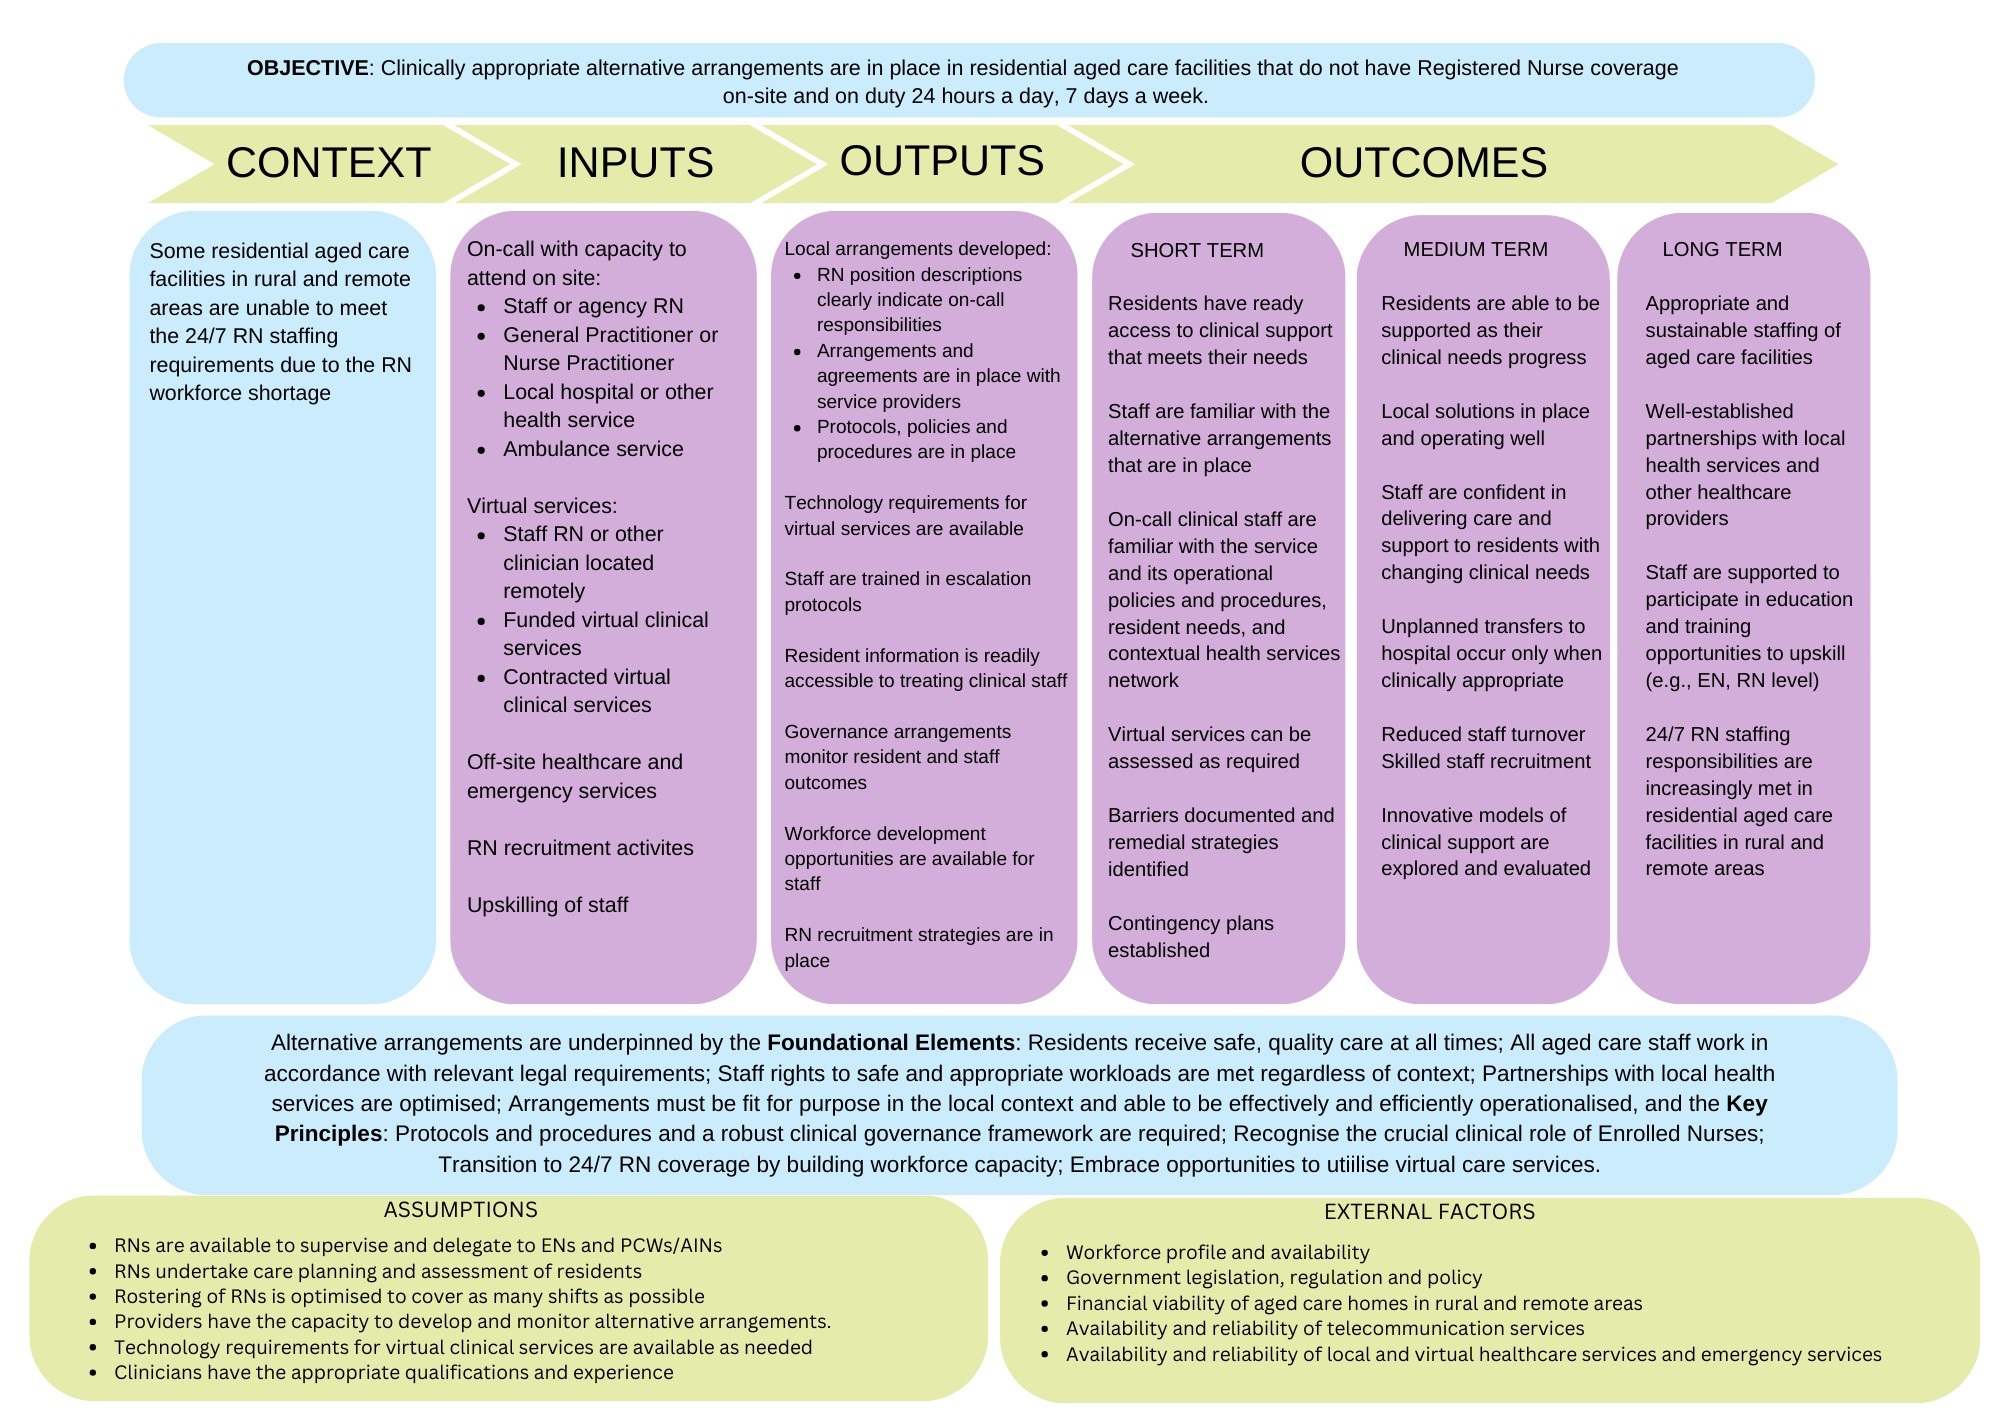 OBJECTIVE: Clinically appropriate alternative arrangements are in place in residential aged care facilities that do not have Registered Nurse coverage
on-site and on duty 24 hours a day, 7 days a week.
CONTEXT
INPUTS
OUTPUTS
OUTCOMES
Some residential aged care
facilities in rural and remote
areas are unable to meet
the 24/7 RN staffing
requirements due to the RN
workforce shortage
On-call with capacity to
attend on site:
• Staff or agency RN
• General Practitioner or
Nurse Practitioner
• Local hospital or other
health service
• Ambulance service
Virtual services:
• Staff RN or other
clinician located
remotely
• Funded virtual clinical
services
• Contracted virtual
clinical services
Off-site healthcare and
emergency services
RN recruitment activites
Upskilling of staff
Local arrangements developed:
• RN position descriptions
clearly indicate on-call
responsibilities
• Arrangements and
agreements are in place with
service providers
• Protocols, policies and
procedures are in place
Technology requirements for
virtual services are available
Staff are trained in escalation
protocols
Resident information is readily
accessible to treating clinical staff
Governance arrangements
monitor resident and staff
outcomes
Workforce development
opportunities are available for
staff
RN recruitment strategies are in
place
SHORT TERM
Residents have ready
access to clinical support
that meets their needs
Staff are familiar with the
alternative arrangements
that are in place
On-call clinical staff are
familiar with the service
and its operational
policies and procedures,
resident needs, and
contextual health services
network
Virtual services can be
assessed as required
Barriers documented and
remedial strategies
identified
Contingency plans
established
MEDIUM TERM
Residents are able to be
supported as their
clinical needs progress
Local solutions in place
and operating well
Staff are confident in
delivering care and
support to residents with
changing clinical needs
Unplanned transfers to
hospital occur only when
clinically appropriate
Reduced staff turnover
Skilled staff recruitment
Innovative models of
clinical support are
explored and evaluated
LONG TERM
Appropriate and
sustainable staffing of
aged care facilities
Well-established
partnerships with local
health services and
other healthcare
providers
Staff are supported to
participate in education
and training
opportunities to upskill
(e.g., EN, RN level)
24/7 RN staffing
responsibilities are
increasingly met in
residential aged care
facilities in rural and
remote areas
Alternative arrangements are underpinned by the Foundational Elements: Residents receive safe, quality care at all times; All aged care staff work in
accordance with relevant legal requirements; Staff rights to safe and appropriate workloads are met regardless of context; Partnerships with local health
services are optimised; Arrangements must be fit for purpose in the local context and able to be effectively and efficiently operationalised, and the Key
Principles: Protocols and procedures and a robust clinical governance framework are required; Recognise the crucial clinical role of Enrolled Nurses;
Transition to 24/7 RN coverage by building workforce capacity; Embrace opportunities to utiilise virtual care services.
ASSUMPTIONS
• RNs are available to supervise and delegate to ENs and PCWs/AINs
• RNs undertake care planning and assessment of residents
• Rostering of RNs is optimised to cover as many shifts as possible
• Providers have the capacity to develop and monitor alternative arrangements.
• Technology requirements for virtual clinical services are available as needed
• Clinicians have the appropriate qualifications and experience
EXTERNAL FACTORS
• Workforce profile and availability
• Government legislation, regulation and policy
• Financial viability of aged care homes in rural and remote areas
• Availability and reliability of telecommunication services
• Availability and reliability of local and virtual healthcare services and emergency services